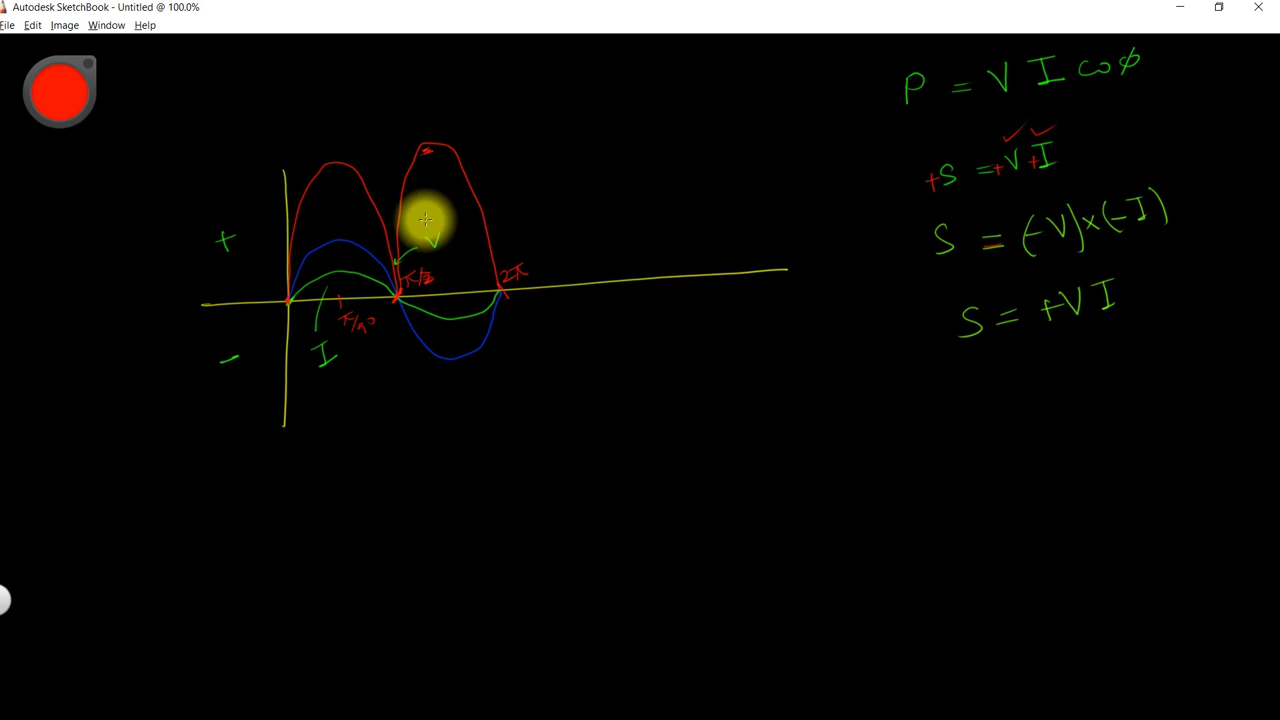 Autodesk SketchBook - Untitled @ 100.0%
File Edit Image Window Help
P = V I cos φ
+S = +V +I
S = (-V) × (-I)
S = +V I
+
V
2π
I
-